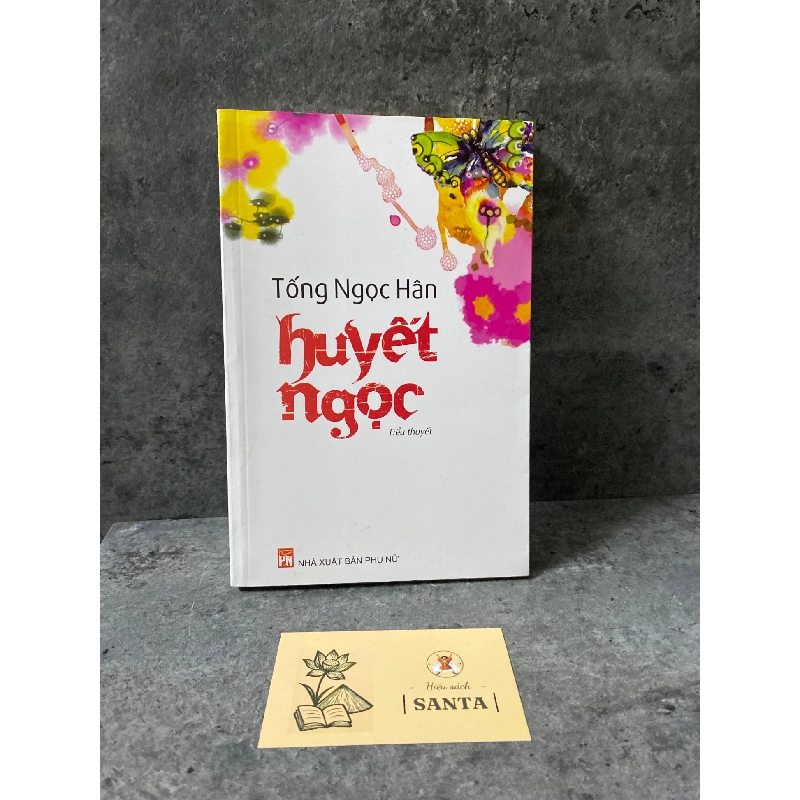 Tống Ngọc Hân
huyết
ngọc
Tiểu thuyết
PN NHÀ XUẤT BẢN PHỤ NỮ
Hiệu sách
SANTA